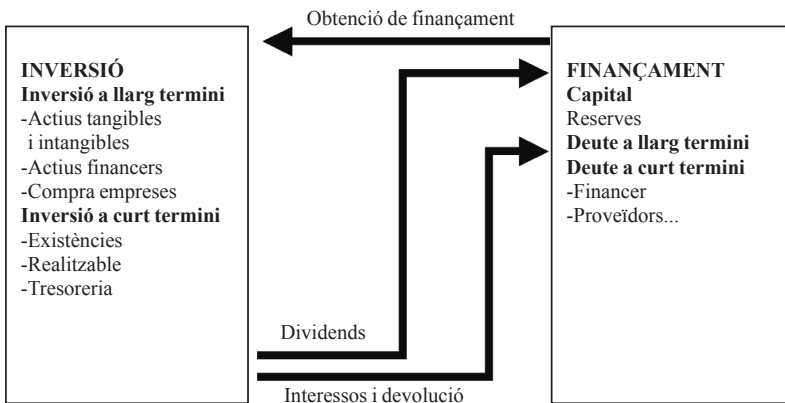 Obtenció de finançament
INVERSIÓ
Inversió a llarg termini
-Actius tangibles
i intangibles
-Actius financers
-Compra empreses
Inversió a curt termini
-Existències
-Realitzable
-Tresoreria
FINANÇAMENT
Capital
Reserves
Deute a llarg termini
Deute a curt termini
-Financer
-Proveïdors...
Dividends
Interessos i devolució